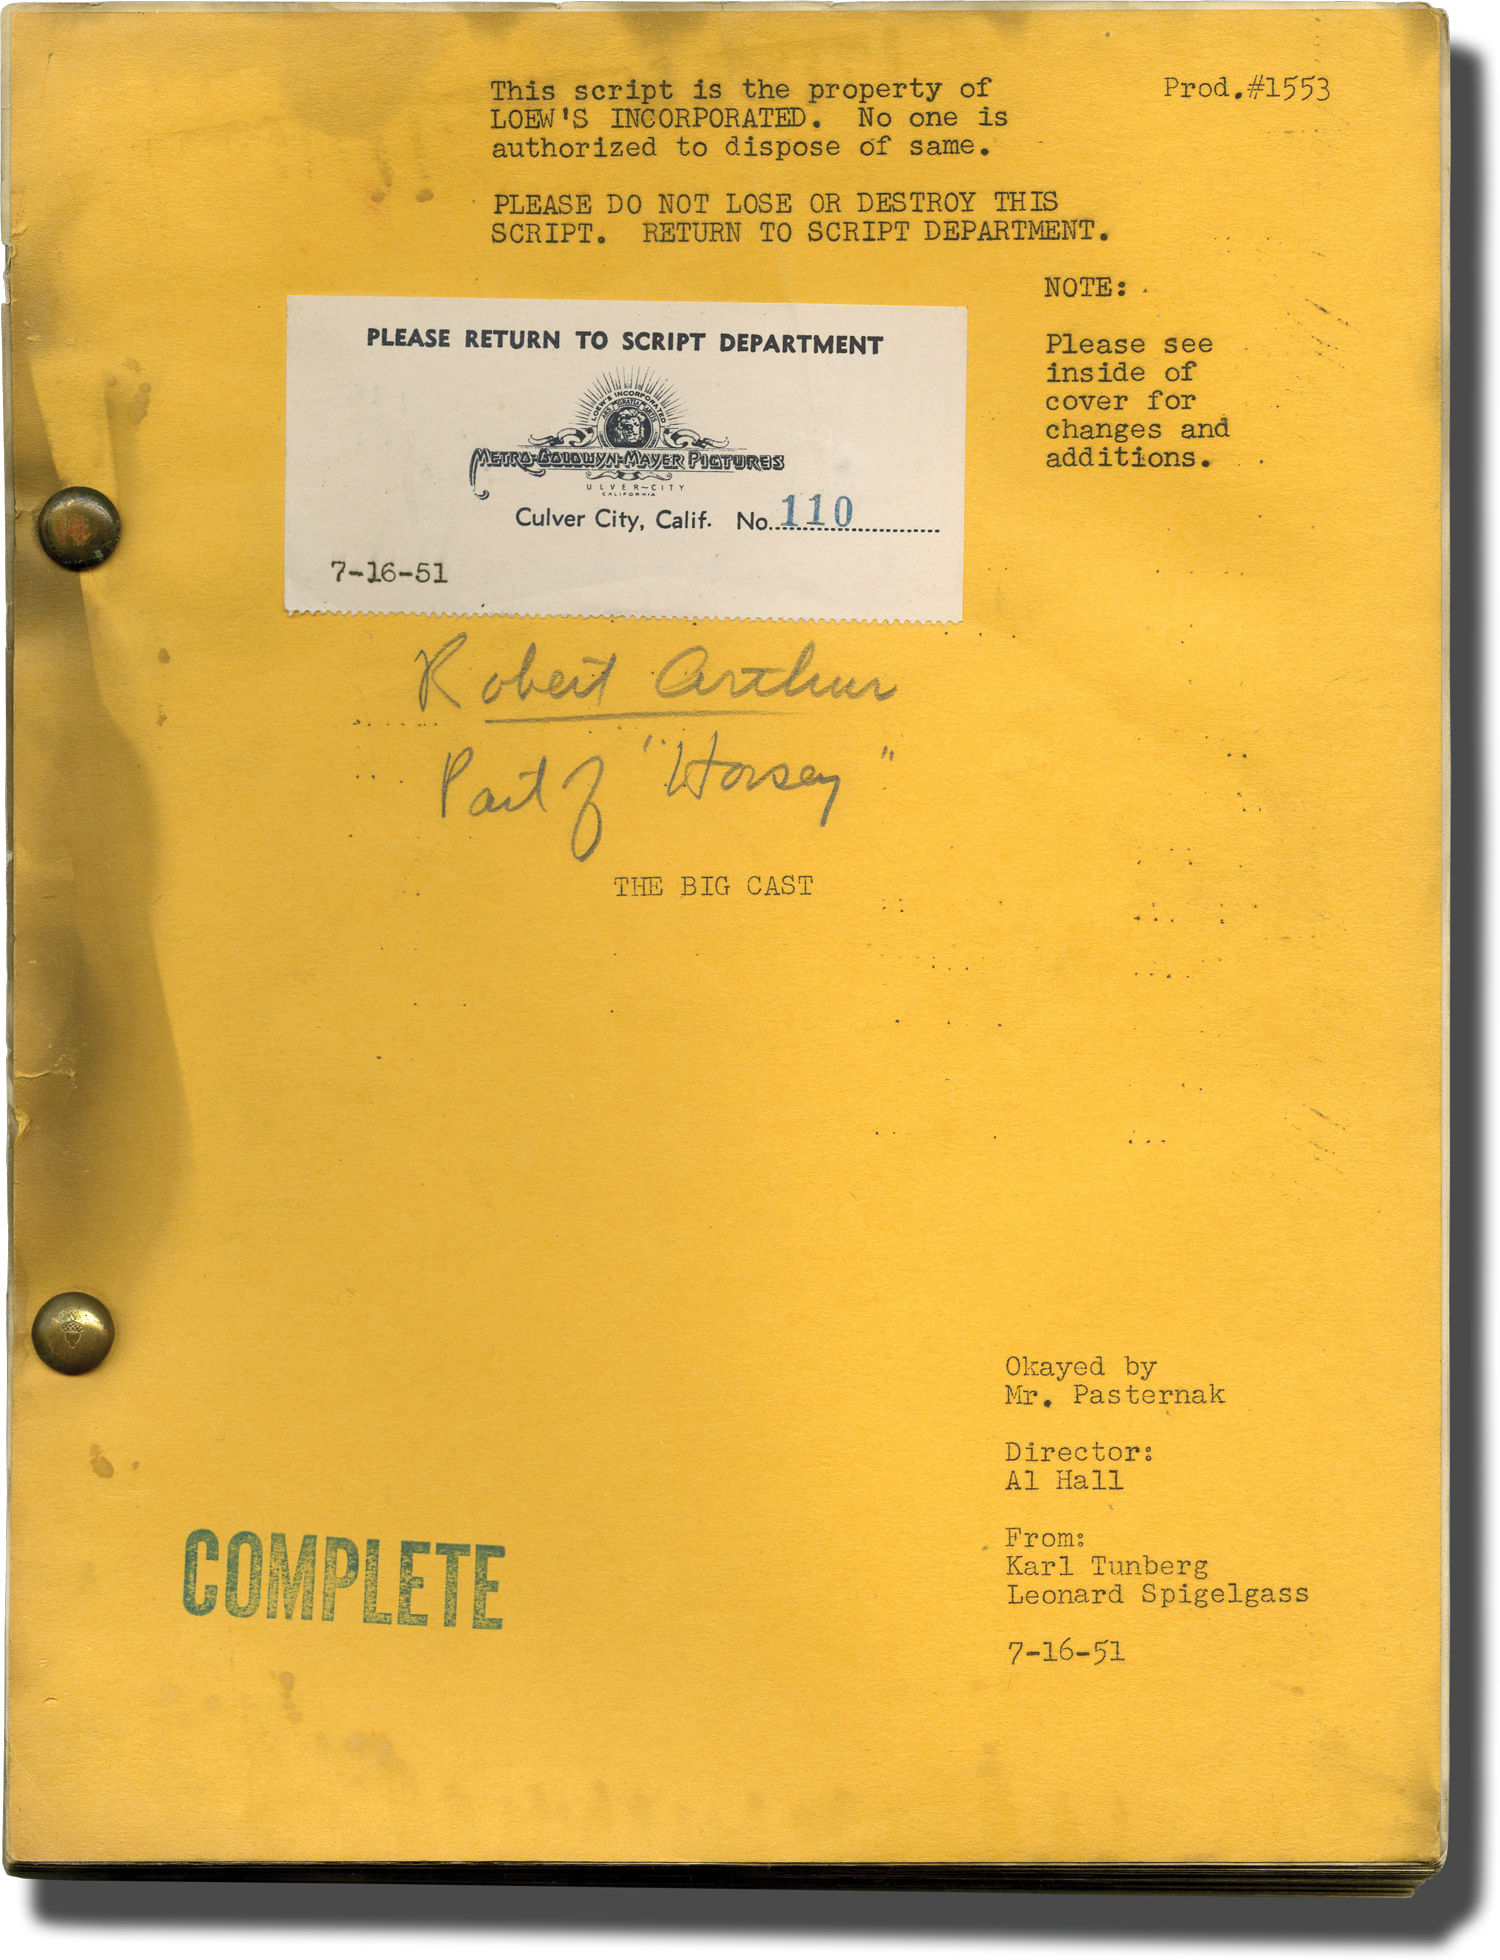 This script is the property of
LOEW'S INCORPORATED. No one is
authorized to dispose of same.
Prod.#1553
PLEASE DO NOT LOSE OR DESTROY THIS
SCRIPT. RETURN TO SCRIPT DEPARTMENT.
NOTE:
Please see
inside of
cover for
changes and
additions.
PLEASE RETURN TO SCRIPT DEPARTMENT
LOEW'S INCORPORATED
METRO-GOLDWYN-MAYER PICTURES
ULVER-CITY
CALIFORNIA
Culver City, Calif. No. 110
7-16-51
Robert Arthur
Part of "Horsey"
THE BIG CAST
Okayed by
Mr. Pasternak
Director:
Al Hall
From:
Karl Tunberg
Leonard Spigelgass
7-16-51
COMPLETE